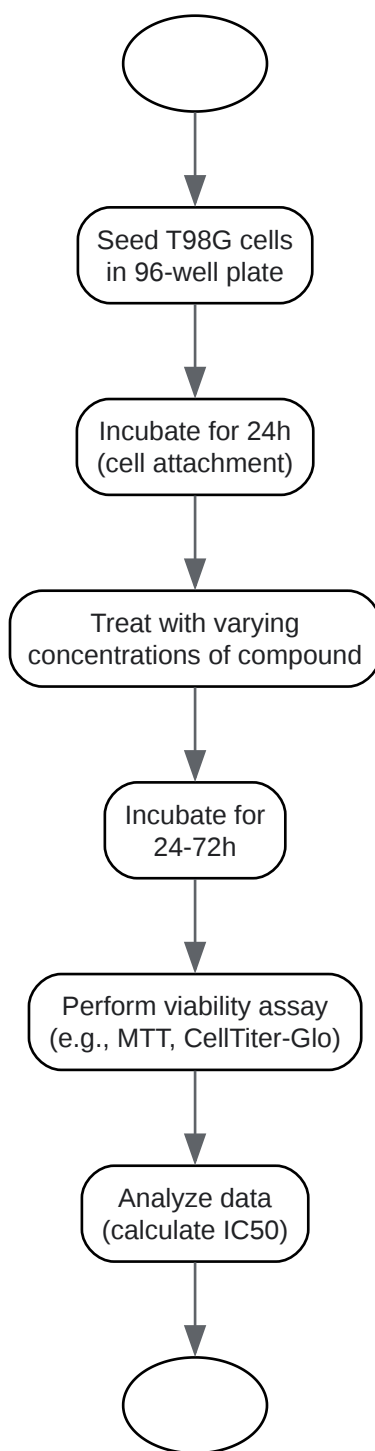 Seed T98G cells
in 96-well plate
Incubate for 24h
(cell attachment)
Treat with varying
concentrations of compound
Incubate for
24-72h
Perform viability assay
(e.g., MTT, CellTiter-Glo)
Analyze data
(calculate IC50)